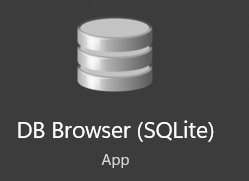 DB Browser (SQLite)
App